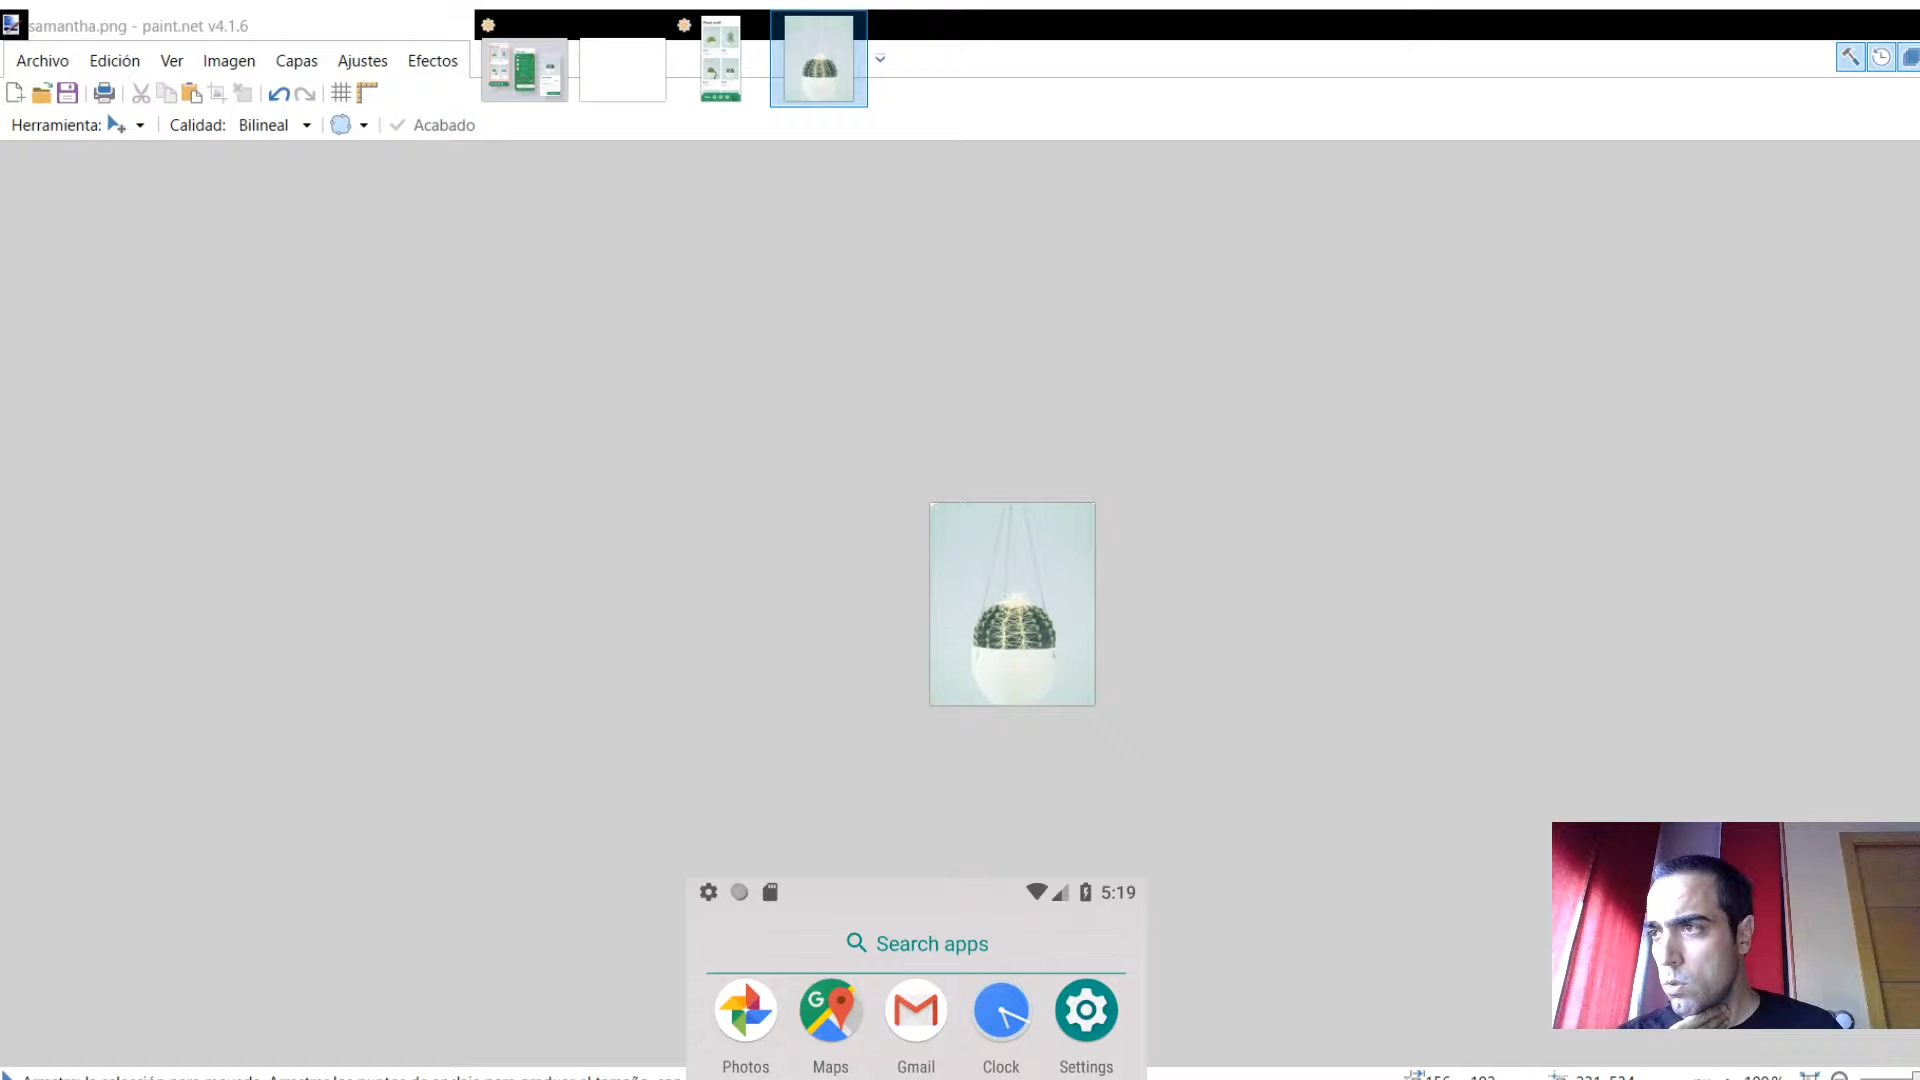 samantha.png - paint.net v4.1.6
Archivo Edición Ver Imagen Capas Ajustes Efectos
Herramienta: Calidad: Bilineal Acabado
5:19
Search apps
Photos Maps Gmail Clock Settings